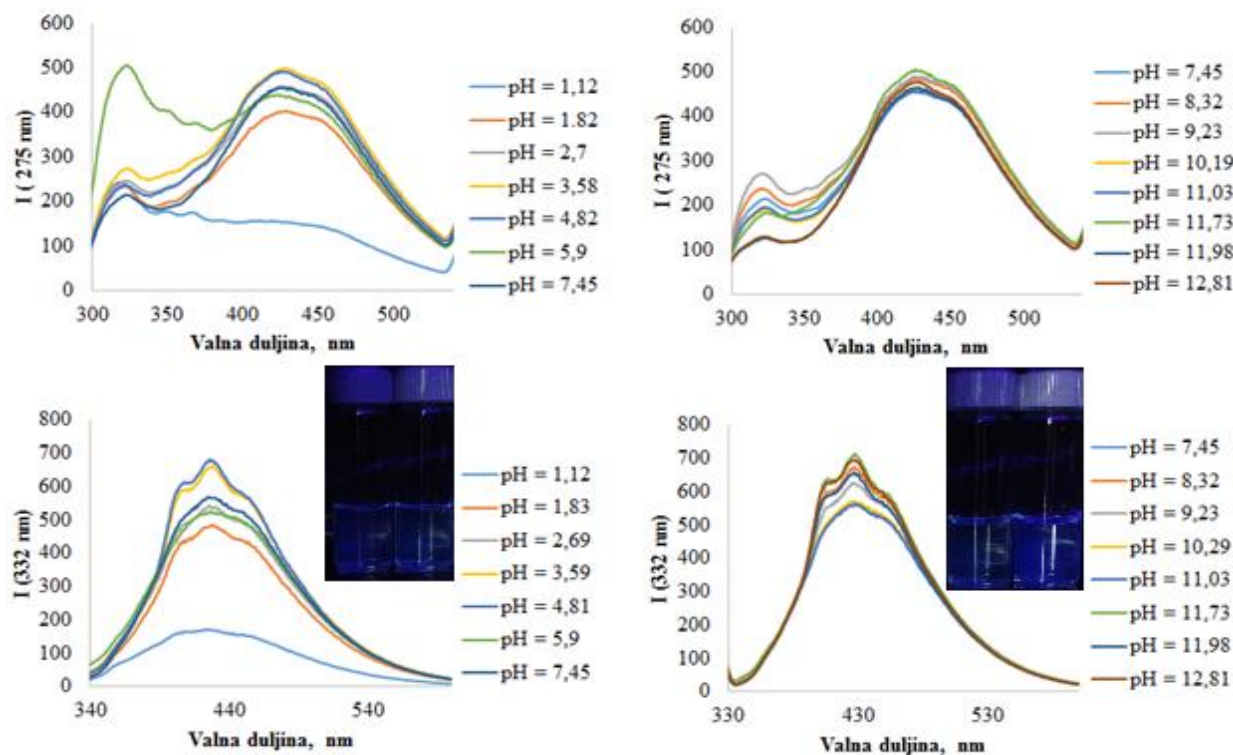 600
500
400
300
200
100
0
I ( 275 nm)
300 350 400 450 500
Valna duljina, nm
pH = 1,12
pH = 1.82
pH = 2,7
pH = 3,58
pH = 4,82
pH = 5,9
pH = 7,45
600
500
400
300
200
100
0
I ( 275 nm)
300 350 400 450 500
Valna duljina, nm
pH = 7,45
pH = 8,32
pH = 9,23
pH = 10,19
pH = 11,03
pH = 11,73
pH = 11,98
pH = 12,81
800
700
600
500
400
300
200
100
0
I (332 nm)
340 440 540
Valna duljina, nm
pH = 1,12
pH = 1,83
pH = 2,69
pH = 3,59
pH = 4,81
pH = 5,9
pH = 7,45
800
700
600
500
400
300
200
100
0
I (332 nm)
330 430 530
Valna duljina, nm
pH = 7,45
pH = 8,32
pH = 9,23
pH = 10,29
pH = 11,03
pH = 11,73
pH = 11,98
pH = 12,81